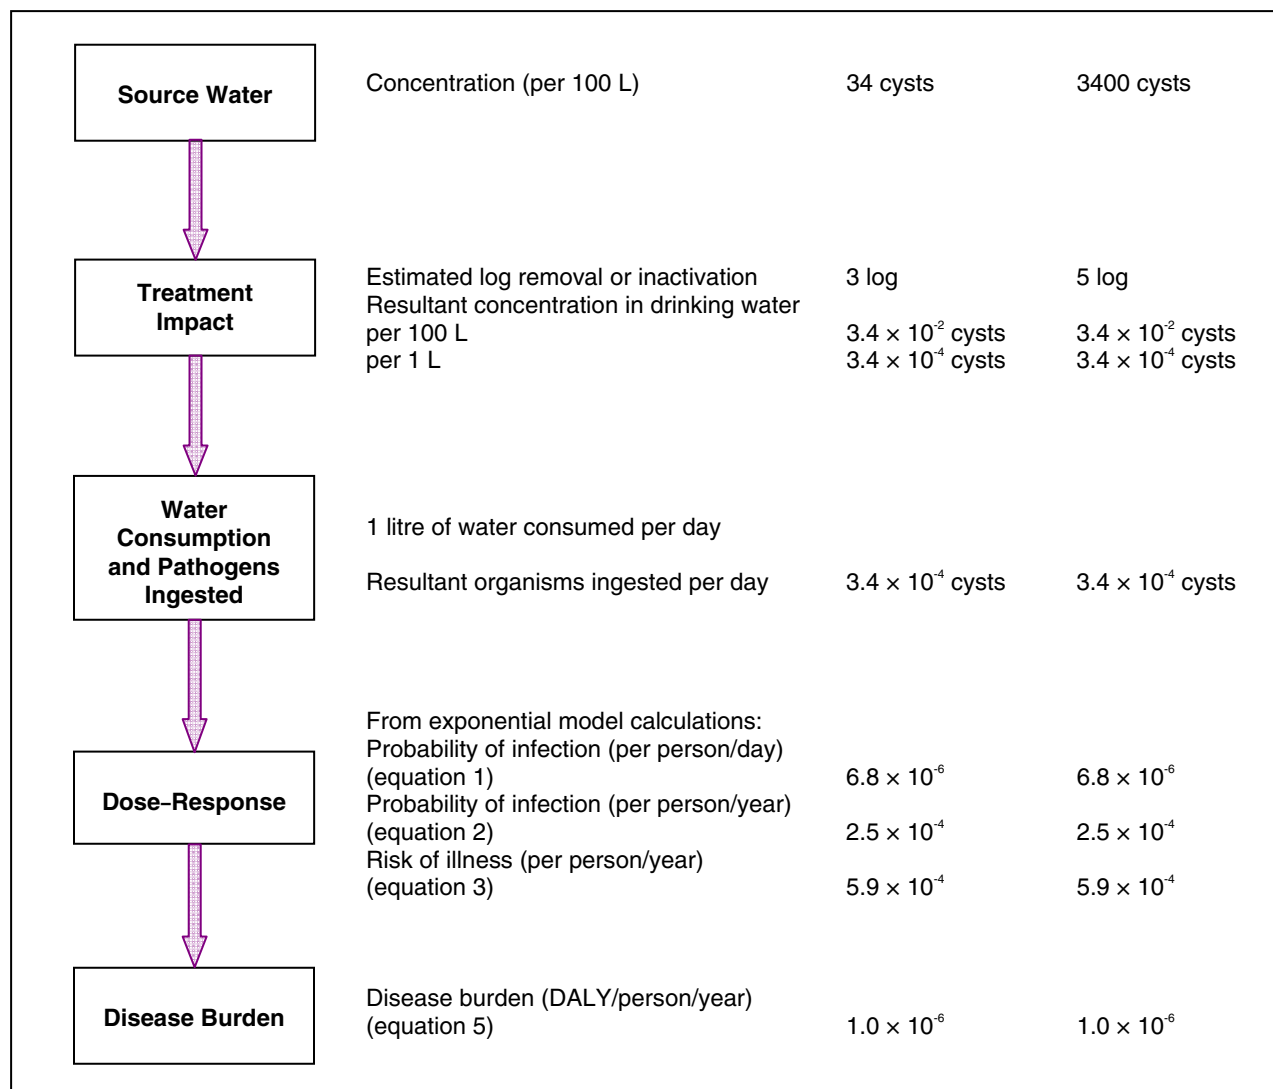 Source Water
Concentration (per 100 L) 34 cysts 3400 cysts
Treatment
Impact
Estimated log removal or inactivation 3 log 5 log
Resultant concentration in drinking water
per 100 L 3.4 × 10⁻² cysts 3.4 × 10⁻² cysts
per 1 L 3.4 × 10⁻⁴ cysts 3.4 × 10⁻⁴ cysts
Water
Consumption
and Pathogens
Ingested
1 litre of water consumed per day
Resultant organisms ingested per day 3.4 × 10⁻⁴ cysts 3.4 × 10⁻⁴ cysts
Dose–Response
From exponential model calculations:
Probability of infection (per person/day)
(equation 1) 6.8 × 10⁻⁶ 6.8 × 10⁻⁶
Probability of infection (per person/year)
(equation 2) 2.5 × 10⁻⁴ 2.5 × 10⁻⁴
Risk of illness (per person/year)
(equation 3) 5.9 × 10⁻⁴ 5.9 × 10⁻⁴
Disease Burden
Disease burden (DALY/person/year)
(equation 5) 1.0 × 10⁻⁶ 1.0 × 10⁻⁶